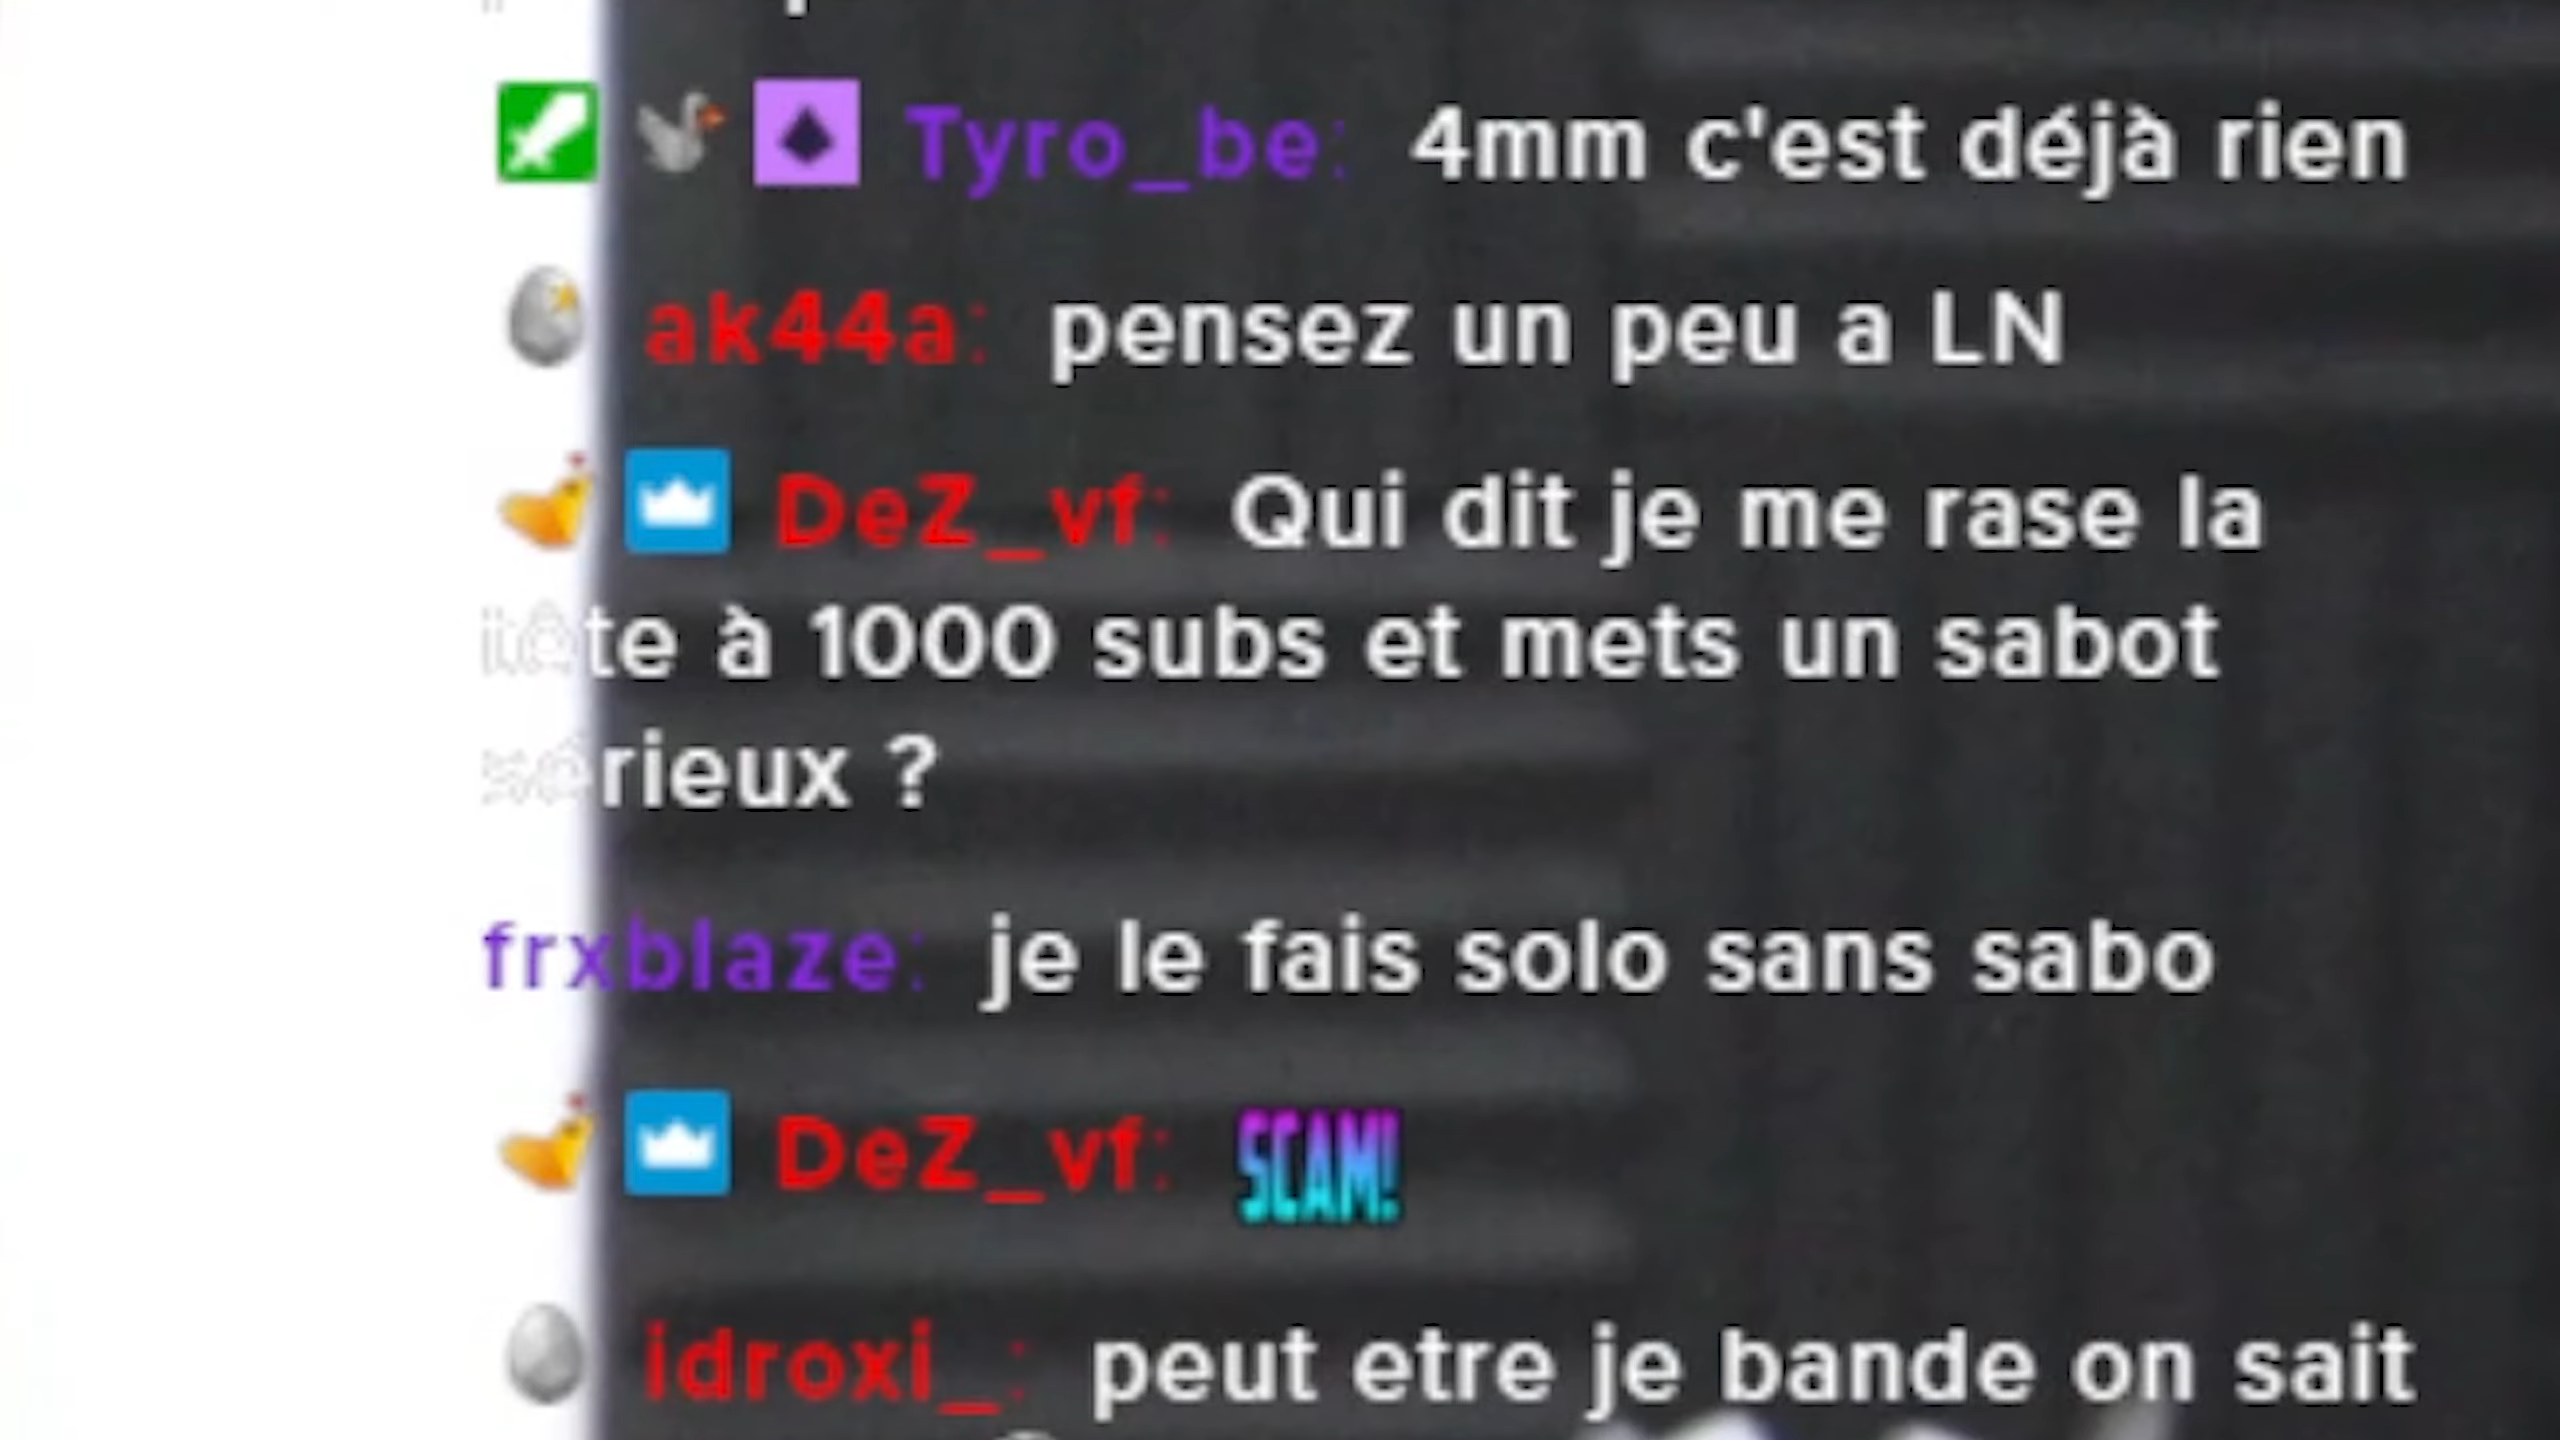 Tyro_be: 4mm c'est déjà rien
ak44a: pensez un peu a LN
DeZ_vf: Qui dit je me rase la
tête à 1000 subs et mets un sabot
sérieux ?
frxblaze: je le fais solo sans sabo
DeZ_vf: SCAM!
idroxi_: peut etre je bande on sait